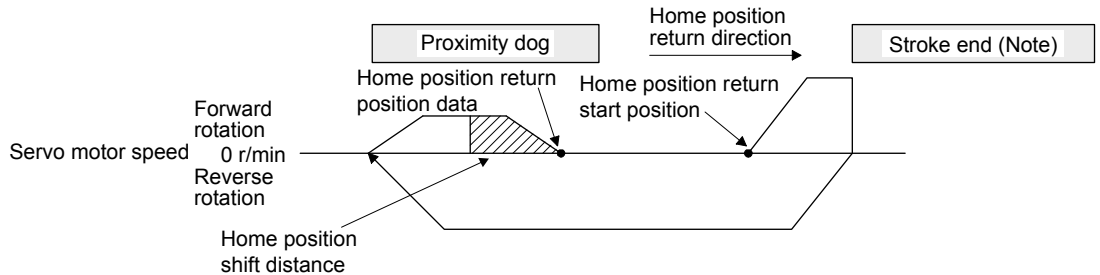 Proximity dog
Home position
return direction
Stroke end (Note)
Home position return
position data
Home position return
start position
Forward
rotation
Servo motor speed 0 r/min
Reverse
rotation
Home position
shift distance